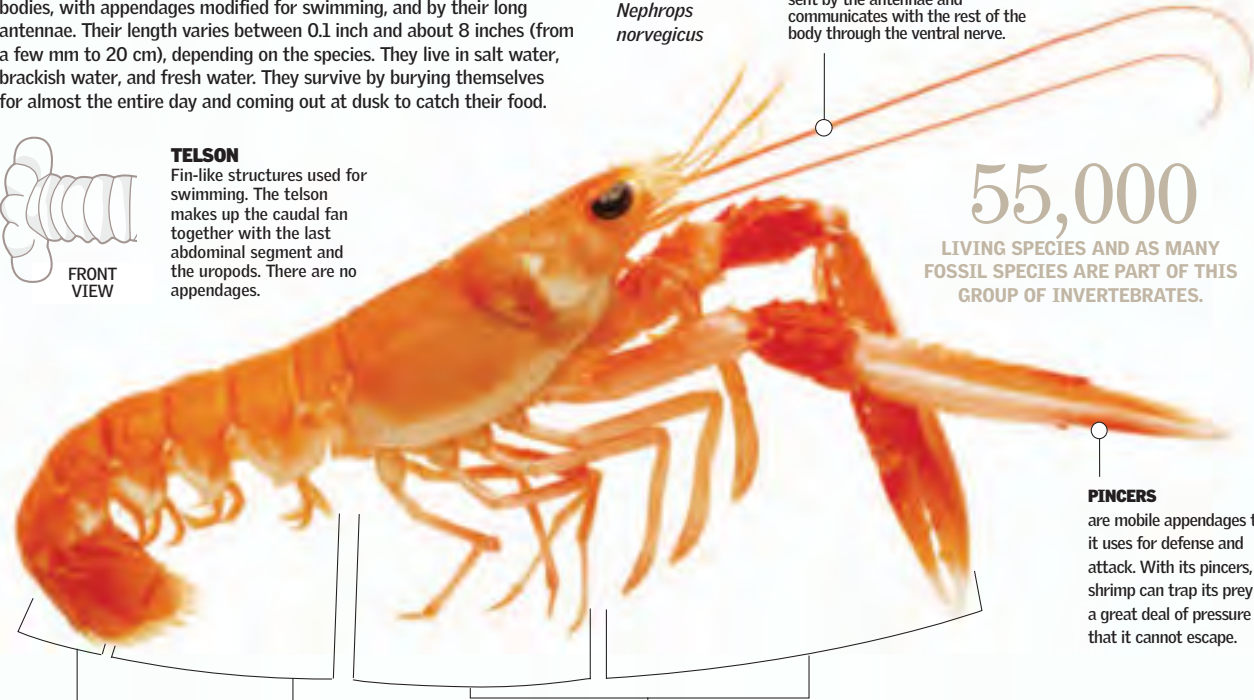 bodies, with appendages modified for swimming, and by their long
antennae. Their length varies between 0.1 inch and about 8 inches (from
a few mm to 20 cm), depending on the species. They live in salt water,
brackish water, and fresh water. They survive by burying themselves
for almost the entire day and coming out at dusk to catch their food.
Nephrops
norvegicus
sent by the antennae and
communicates with the rest of the
body through the ventral nerve.
FRONT
VIEW
TELSON
Fin-like structures used for
swimming. The telson
makes up the caudal fan
together with the last
abdominal segment and
the uropods. There are no
appendages.
55,000
LIVING SPECIES AND AS MANY
FOSSIL SPECIES ARE PART OF THIS
GROUP OF INVERTEBRATES.
PINCERS
are mobile appendages
it uses for defense and
attack. With its pincers,
shrimp can trap its prey
a great deal of pressure
that it cannot escape.